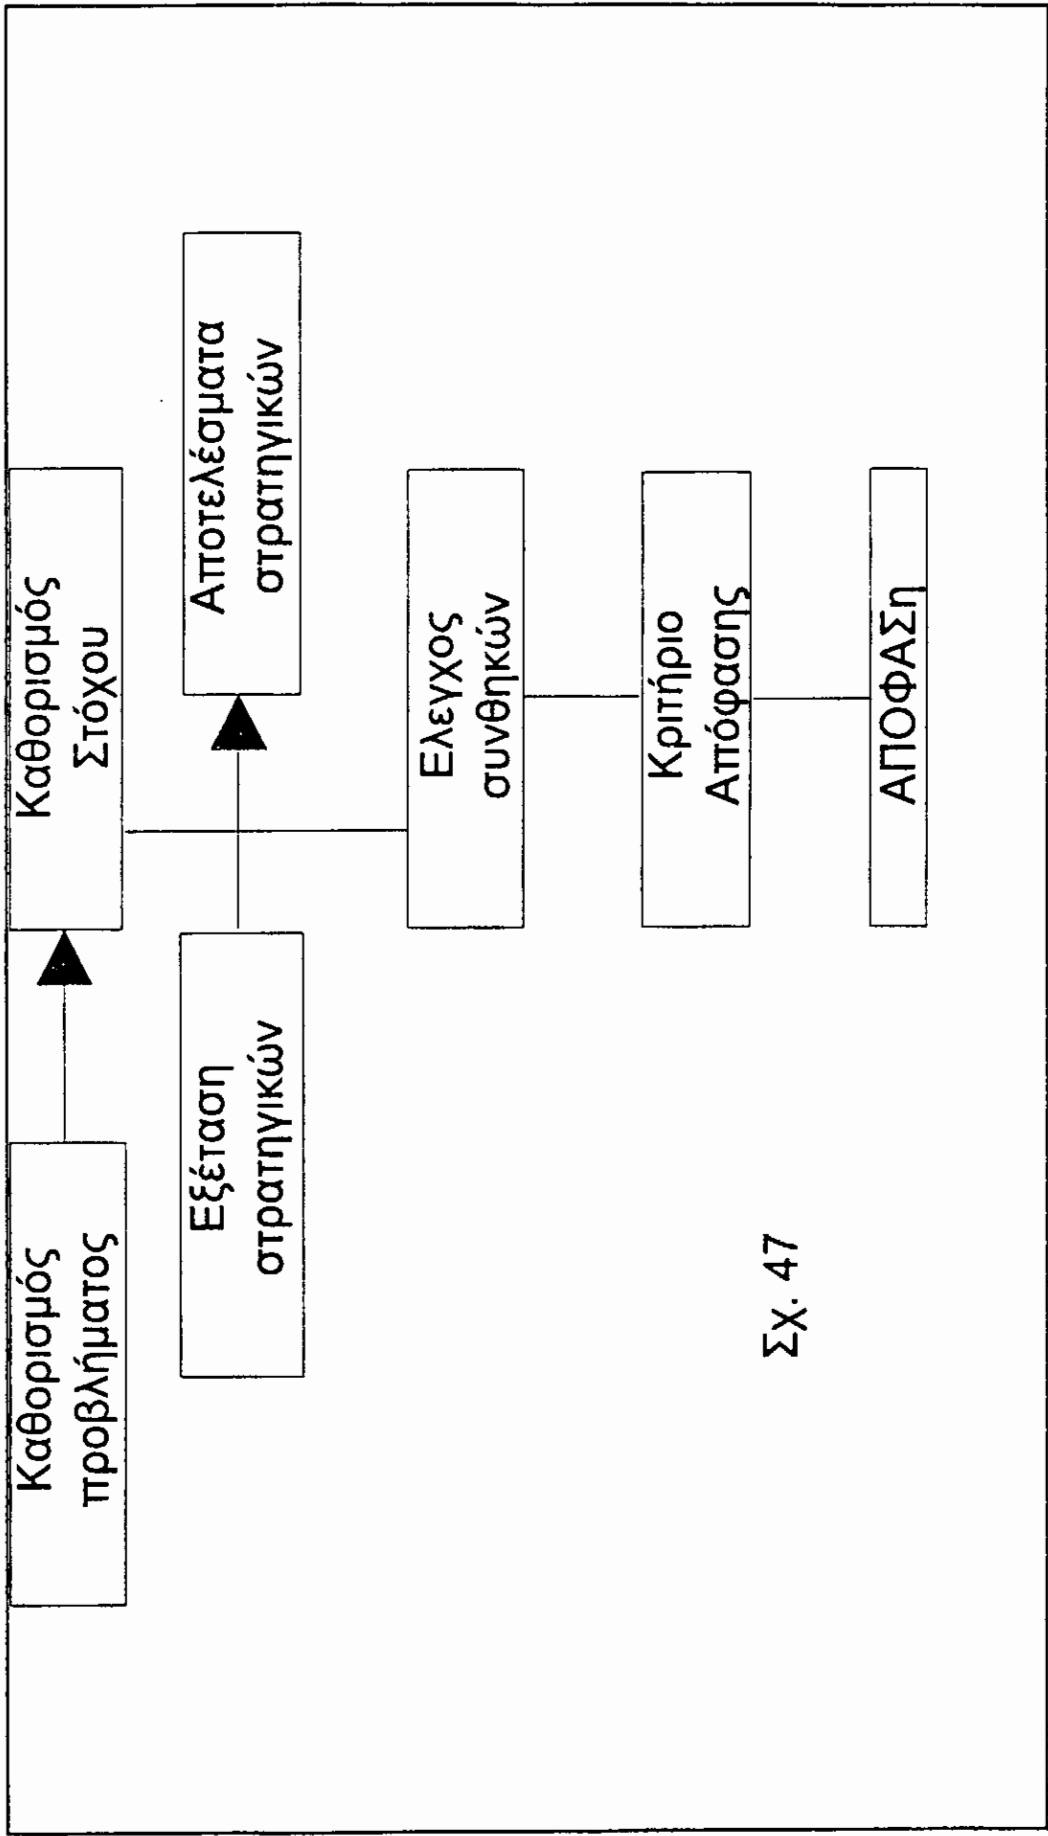 Καθορισμός
προβλήματος
Καθορισμός
Στόχου
Εξέταση
στρατηγικών
Αποτελέσματα
στρατηγικών
Ελεγχος
συνθηκών
Κριτήριο
Απόφασης
ΑΠΟΦΑΣη
Σχ. 47